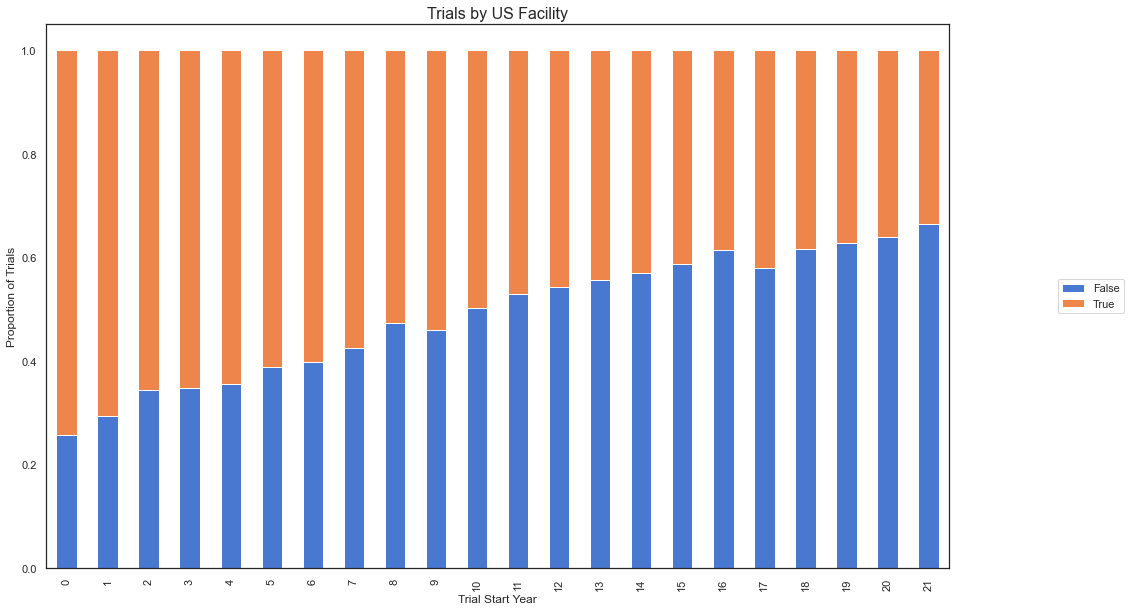 Trials by US Facility
Proportion of Trials
1.0
0.8
0.6
0.4
0.2
0.0
0 1 2 3 4 5 6 7 8 9 10 11 12 13 14 15 16 17 18 19 20 21
Trial Start Year
False
True